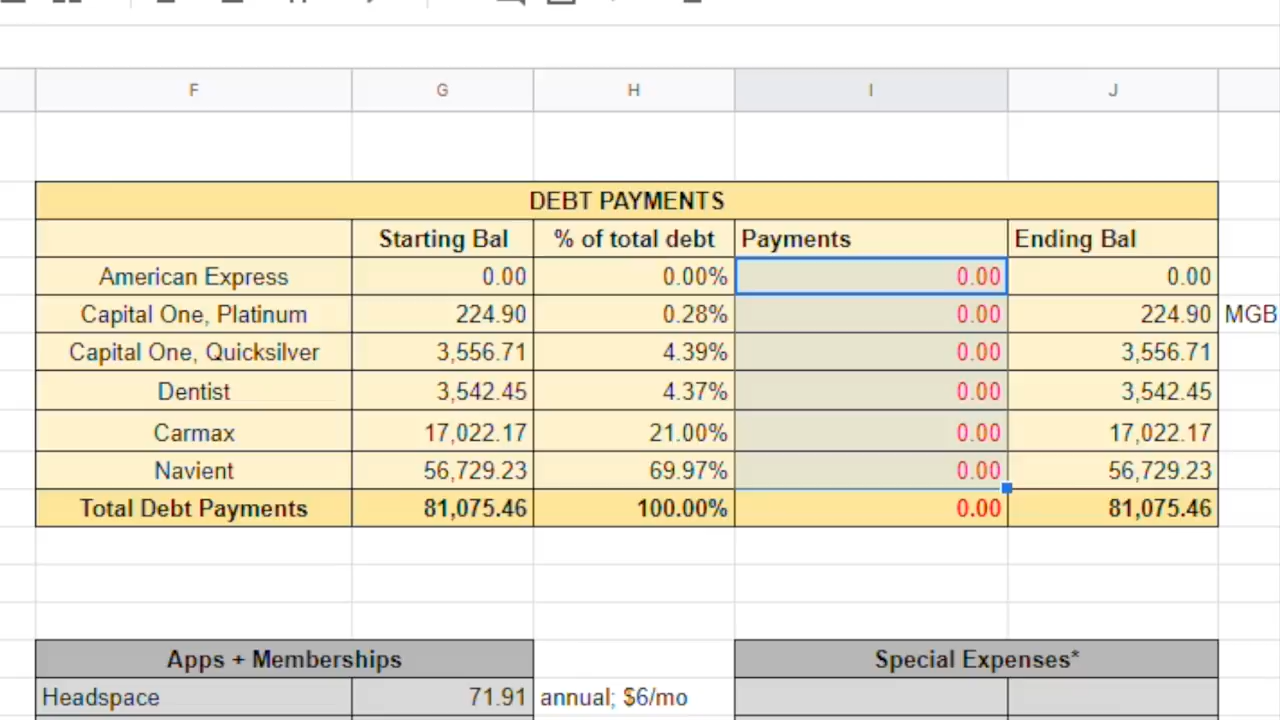 F G H I J
DEBT PAYMENTS
Starting Bal % of total debt Payments Ending Bal
American Express 0.00 0.00% 0.00 0.00
Capital One, Platinum 224.90 0.28% 0.00 224.90 MGB
Capital One, Quicksilver 3,556.71 4.39% 0.00 3,556.71
Dentist 3,542.45 4.37% 0.00 3,542.45
Carmax 17,022.17 21.00% 0.00 17,022.17
Navient 56,729.23 69.97% 0.00 56,729.23
Total Debt Payments 81,075.46 100.00% 0.00 81,075.46
Apps + Memberships Special Expenses*
Headspace 71.91 annual; $6/mo